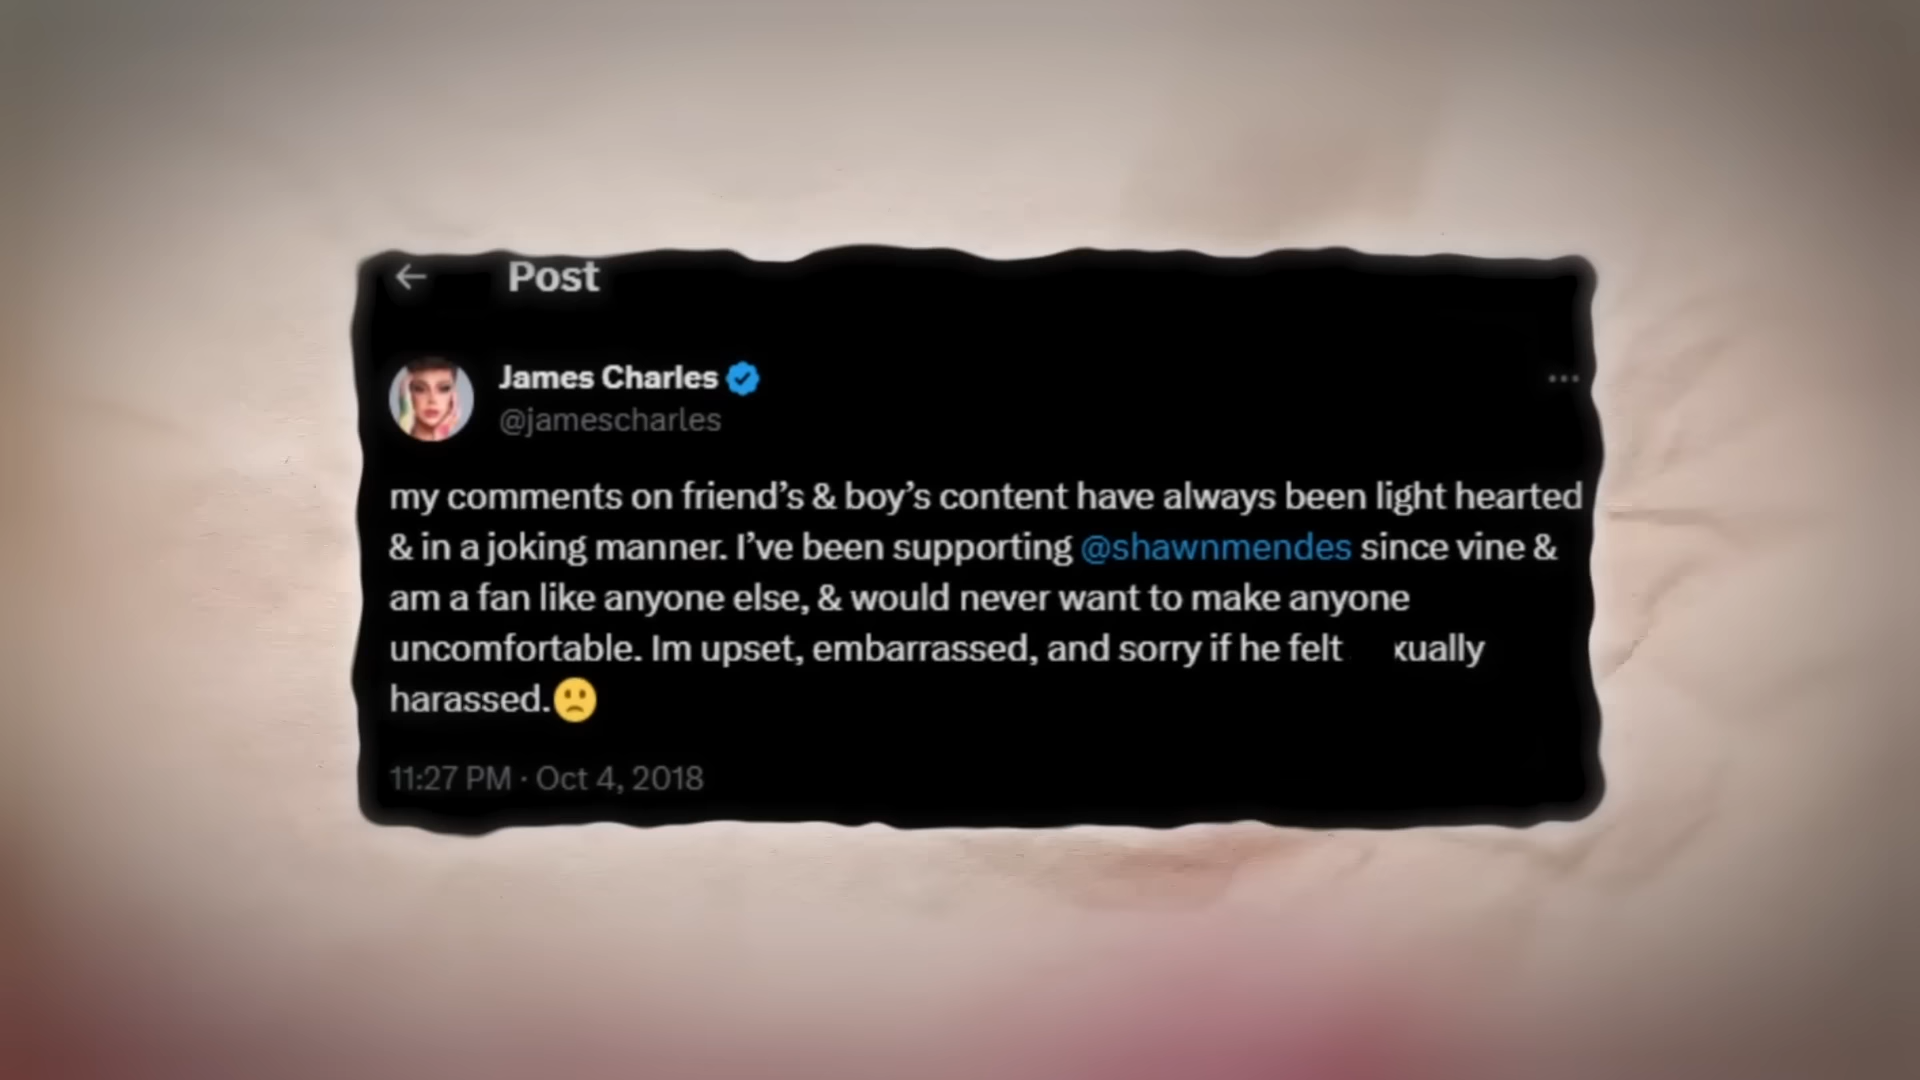 Post
James Charles
@jamescharles
my comments on friend’s & boy’s content have always been light hearted
& in a joking manner. I’ve been supporting @shawnmendes since vine &
am a fan like anyone else, & would never want to make anyone
uncomfortable. Im upset, embarrassed, and sorry if he felt xually
harassed.🙁
11:27 PM · Oct 4, 2018